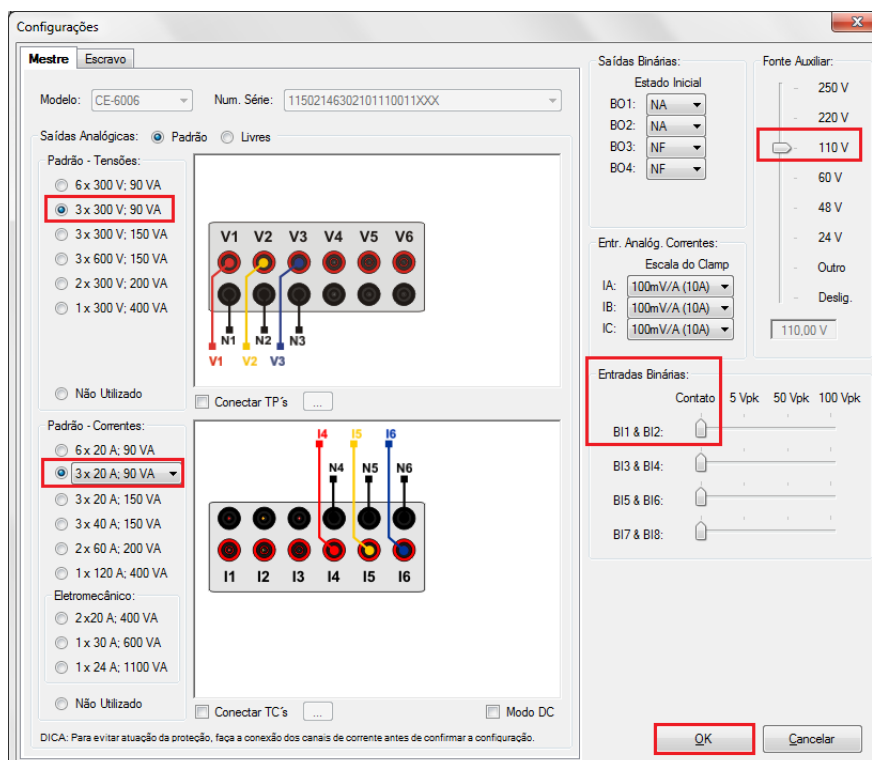 Configurações
Mestre
Escravo
Modelo: CE-6006
Num. Série: 11502146302101110011XXX
Saídas Analógicas: Padrão Livres
Padrão - Tensões:
6 x 300 V; 90 VA
3 x 300 V; 90 VA
3 x 300 V; 150 VA
3 x 600 V; 150 VA
2 x 300 V; 200 VA
1 x 300 V; 400 VA
Não Utilizado
V1 V2 V3 V4 V5 V6
N1 N2 N3
V1 V2 V3
Conectar TP´s ...
Padrão - Correntes:
6 x 20 A; 90 VA
3 x 20 A; 90 VA
3 x 20 A; 150 VA
3 x 40 A; 150 VA
2 x 60 A; 200 VA
1 x 120 A; 400 VA
Eletromecânico:
2 x20 A; 400 VA
1 x 30 A; 600 VA
1 x 24 A; 1100 VA
Não Utilizado
I4 I5 I6
N4 N5 N6
I1 I2 I3 I4 I5 I6
Conectar TC´s ...
Modo DC
DICA: Para evitar atuação da proteção, faça a conexão dos canais de corrente antes de confirmar a configuração.
Saídas Binárias:
Estado Inicial
BO1: NA
BO2: NA
BO3: NF
BO4: NF
Entr. Analóg. Correntes:
Escala do Clamp
IA: 100mV/A (10A)
IB: 100mV/A (10A)
IC: 100mV/A (10A)
Fonte Auxiliar:
250 V
220 V
110 V
60 V
48 V
24 V
Outro
Deslig.
110,00 V
Entradas Binárias:
Contato 5 Vpk 50 Vpk 100 Vpk
BI1 & BI2:
BI3 & BI4:
BI5 & BI6:
BI7 & BI8:
OK
Cancelar